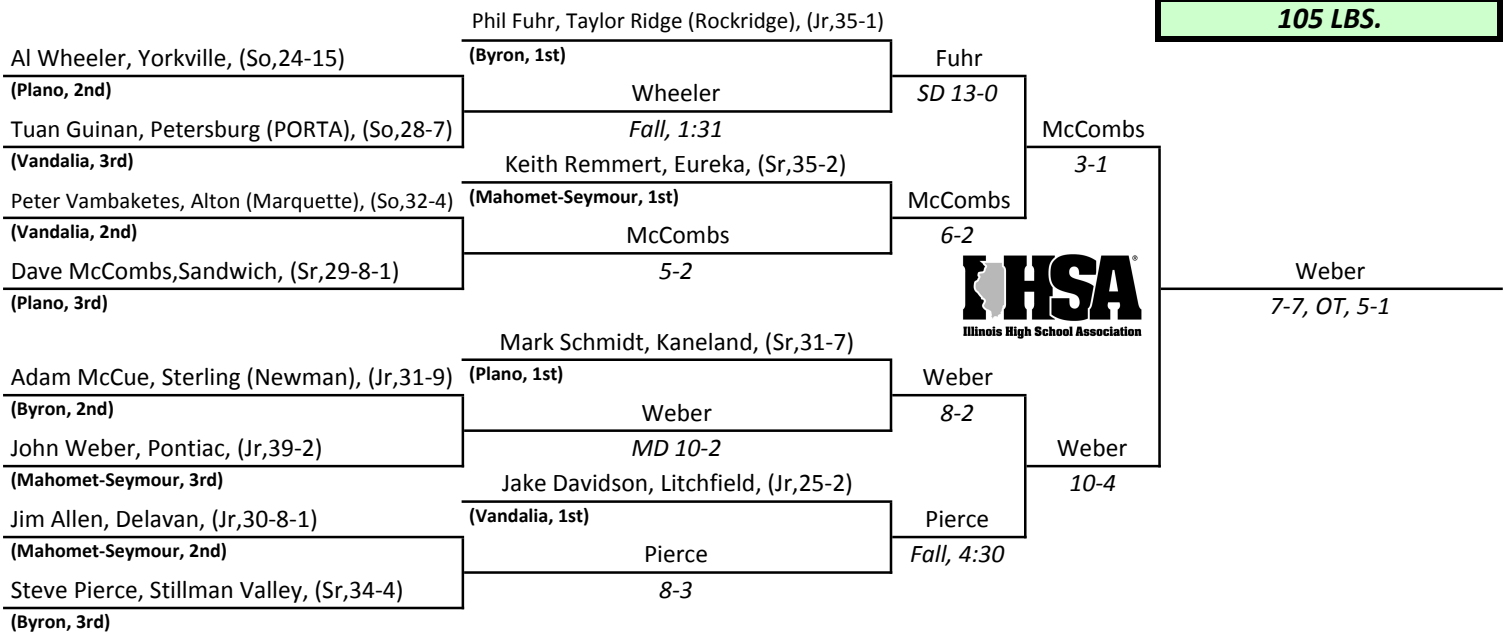 105 LBS.
Phil Fuhr, Taylor Ridge (Rockridge), (Jr,35-1)
(Byron, 1st)
Al Wheeler, Yorkville, (So,24-15)
(Plano, 2nd)
Wheeler
Fall, 1:31
Tuan Guinan, Petersburg (PORTA), (So,28-7)
(Vandalia, 3rd)
Fuhr
SD 13-0
Keith Remmert, Eureka, (Sr,35-2)
(Mahomet-Seymour, 1st)
Peter Vambaketes, Alton (Marquette), (So,32-4)
(Vandalia, 2nd)
McCombs
5-2
Dave McCombs,Sandwich, (Sr,29-8-1)
(Plano, 3rd)
McCombs
6-2
McCombs
3-1
IHSA®
Illinois High School Association
Weber
7-7, OT, 5-1
Mark Schmidt, Kaneland, (Sr,31-7)
(Plano, 1st)
Adam McCue, Sterling (Newman), (Jr,31-9)
(Byron, 2nd)
Weber
MD 10-2
John Weber, Pontiac, (Jr,39-2)
(Mahomet-Seymour, 3rd)
Weber
8-2
Weber
10-4
Jake Davidson, Litchfield, (Jr,25-2)
(Vandalia, 1st)
Jim Allen, Delavan, (Jr,30-8-1)
(Mahomet-Seymour, 2nd)
Pierce
8-3
Steve Pierce, Stillman Valley, (Sr,34-4)
(Byron, 3rd)
Pierce
Fall, 4:30